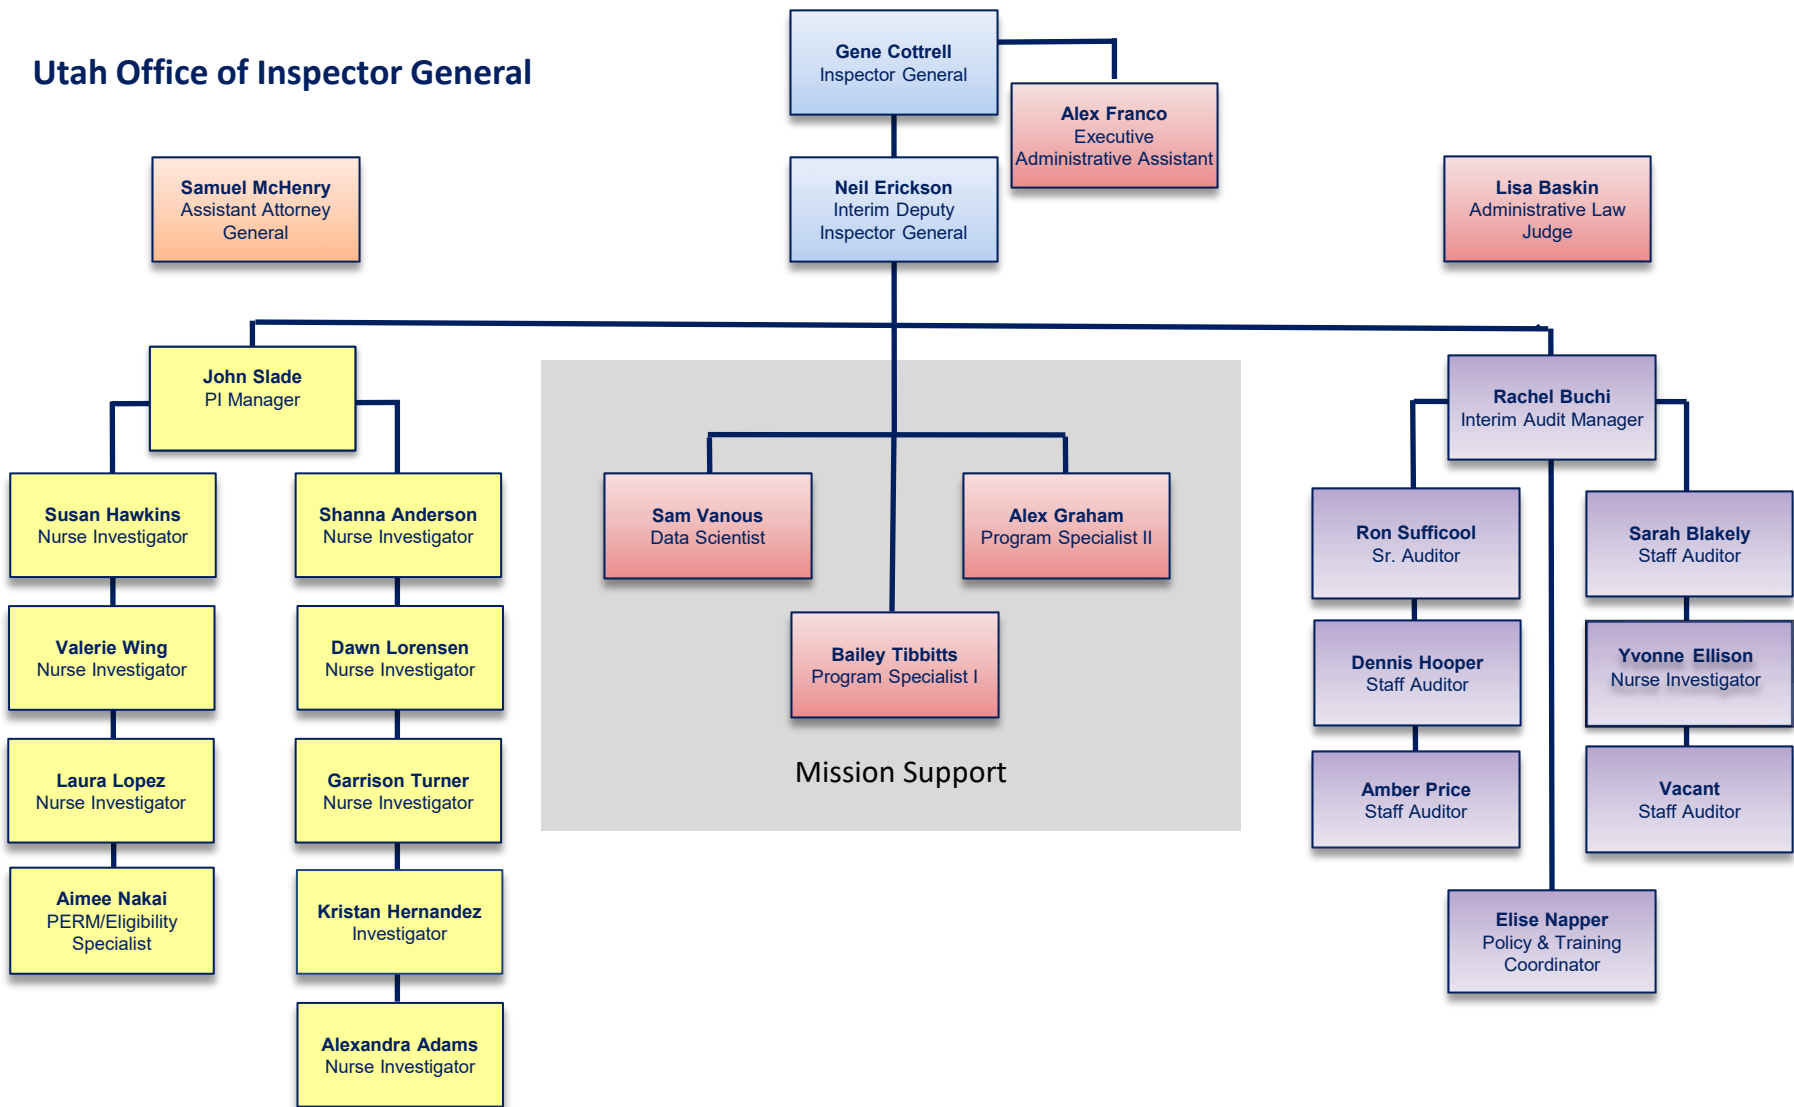 Utah Office of Inspector General
Gene Cottrell
Inspector General
Alex Franco
Executive
Administrative Assistant
Samuel McHenry
Assistant Attorney
General
Neil Erickson
Interim Deputy
Inspector General
Lisa Baskin
Administrative Law
Judge
John Slade
PI Manager
Susan Hawkins
Nurse Investigator
Valerie Wing
Nurse Investigator
Laura Lopez
Nurse Investigator
Aimee Nakai
PERM/Eligibility
Specialist
Shanna Anderson
Nurse Investigator
Dawn Lorensen
Nurse Investigator
Garrison Turner
Nurse Investigator
Kristan Hernandez
Investigator
Alexandra Adams
Nurse Investigator
Sam Vanous
Data Scientist
Alex Graham
Program Specialist II
Bailey Tibbitts
Program Specialist I
Mission Support
Rachel Buchi
Interim Audit Manager
Ron Sufficool
Sr. Auditor
Dennis Hooper
Staff Auditor
Amber Price
Staff Auditor
Sarah Blakely
Staff Auditor
Yvonne Ellison
Nurse Investigator
Vacant
Staff Auditor
Elise Napper
Policy & Training
Coordinator